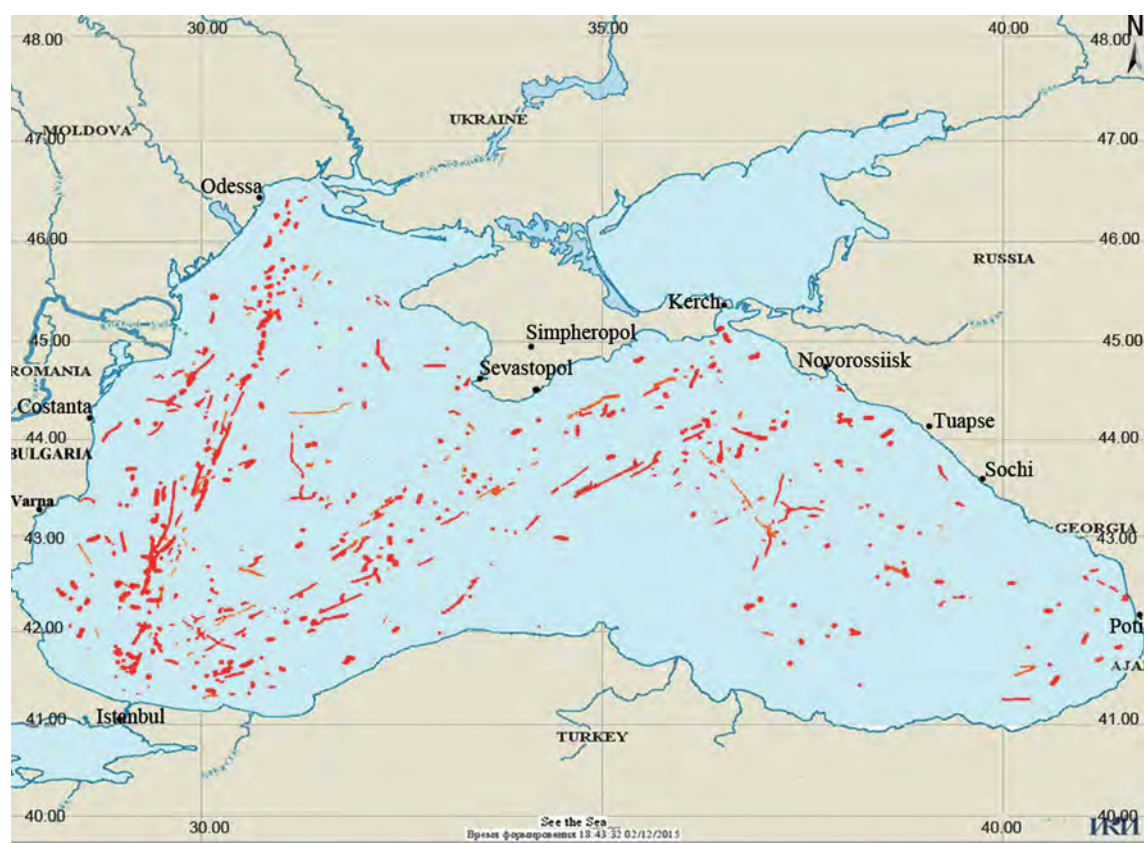 30.00
35.00
40.00
N
48.00
48.00
UKRAINE
MOLDOVA
47.00
47.00
Odessa
46.00
46.00
RUSSIA
Kerch
Simpheropol
45.00
45.00
Sevastopol
Novorossiisk
ROMANIA
Costanta
Tuapse
44.00
44.00
BULGARIA
Sochi
Varna
GEORGIA
43.00
43.00
42.00
Poti
AJA
Istanbul
41.00
41.00
TURKEY
40.00
40.00
30.00
40.00
See the Sea
Время формирования 18:43:32 02/12/2015
ИКИ